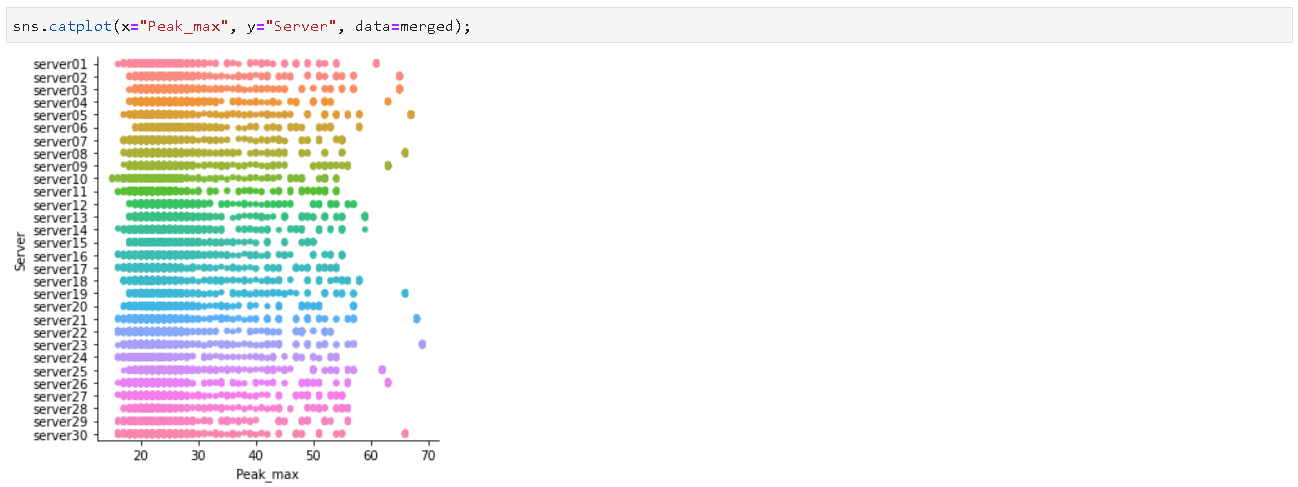 sns.catplot(x="Peak_max", y="Server", data=merged);
server01
server02
server03
server04
server05
server06
server07
server08
server09
server10
server11
server12
server13
server14
server15
server16
server17
server18
server19
server20
server21
server22
server23
server24
server25
server26
server27
server28
server29
server30
Server
20 30 40 50 60 70
Peak_max